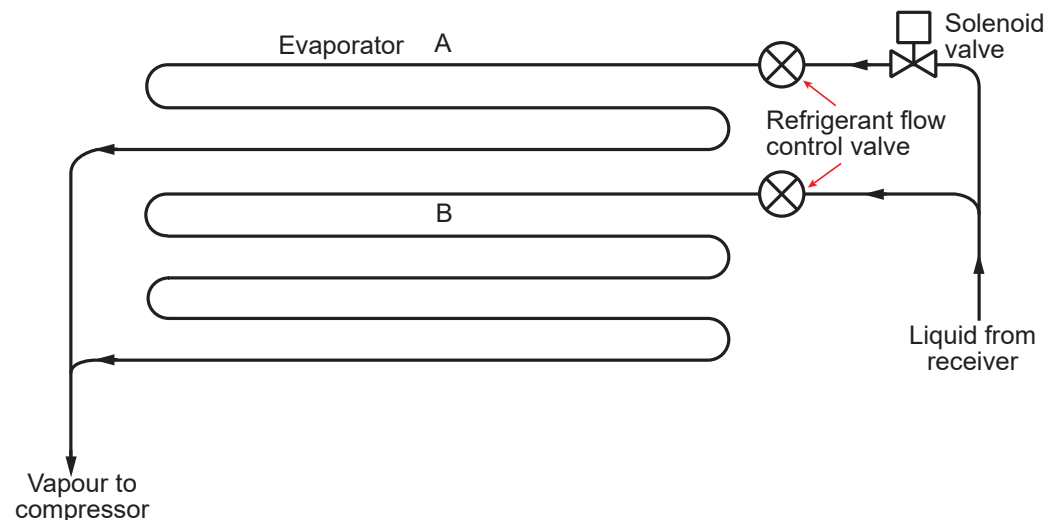 Solenoid
valve
Evaporator A
Refrigerant flow
control valve
B
Liquid from
receiver
Vapour to
compressor